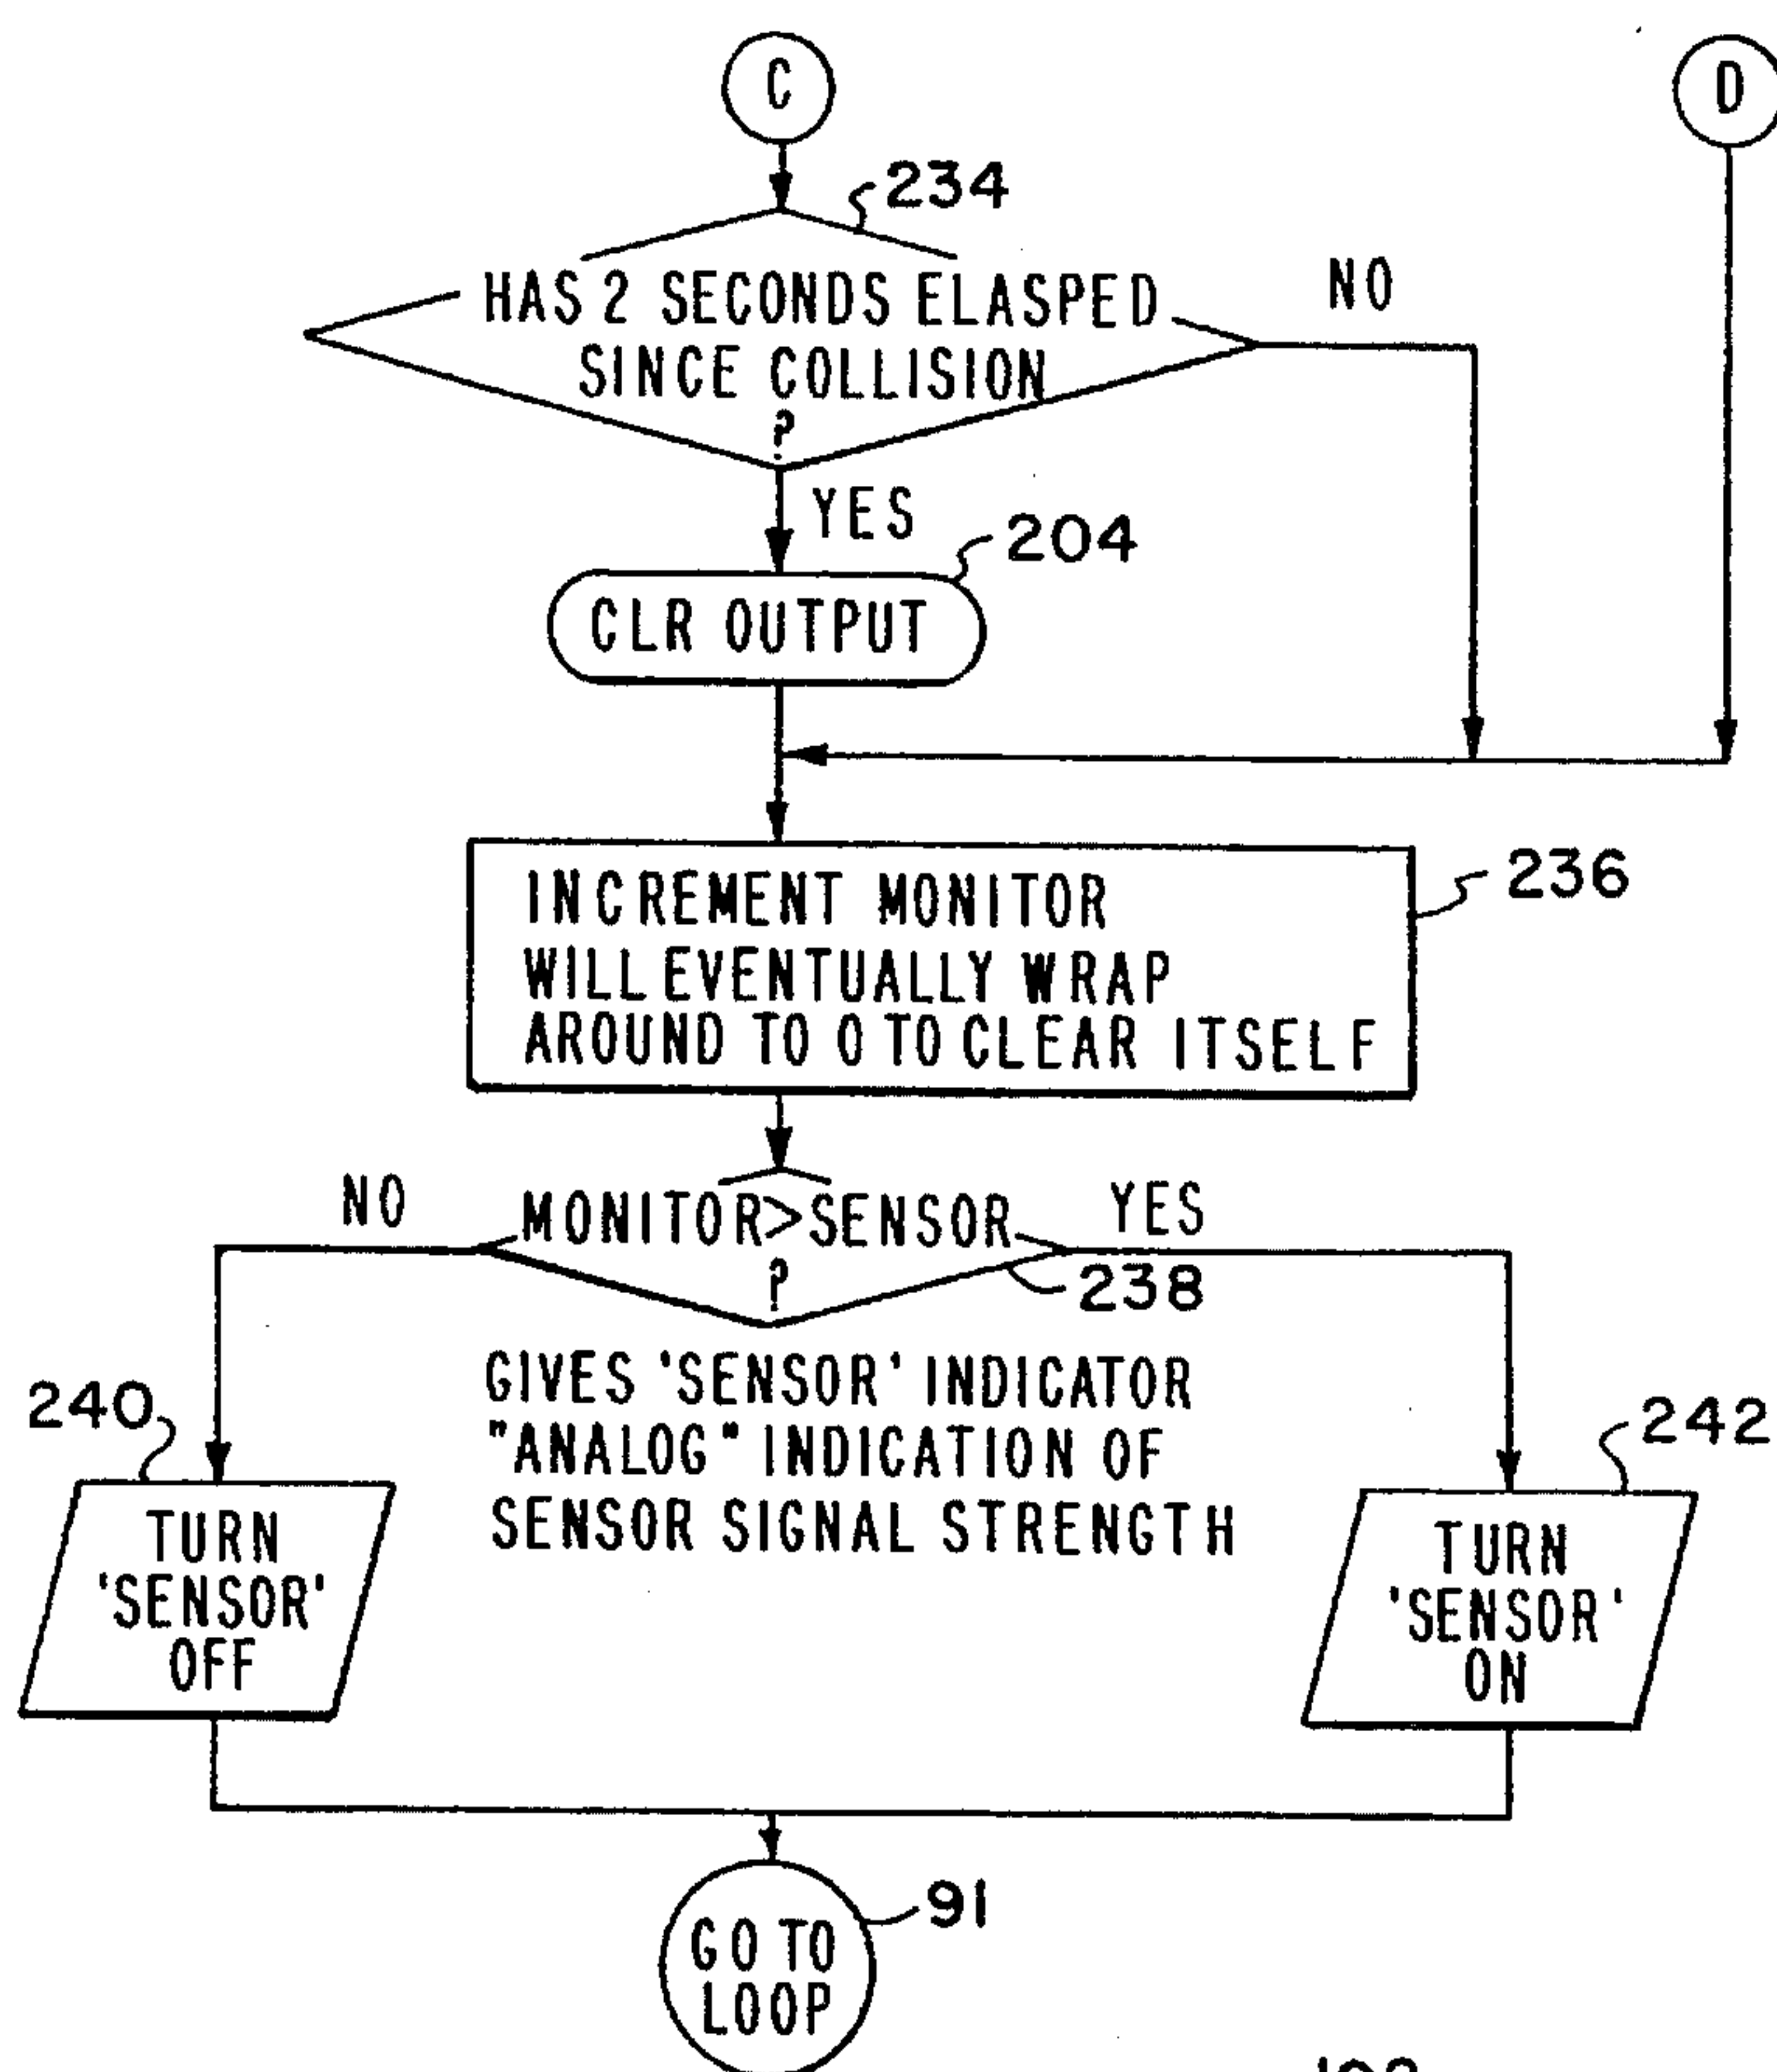 C
D
234
HAS 2 SECONDS ELASPED
SINCE COLLISION
?
NO
YES
204
CLR OUTPUT
236
INCREMENT MONITOR
WILL EVENTUALLY WRAP
AROUND TO 0 TO CLEAR ITSELF
NO
MONITOR>SENSOR
?
YES
238
GIVES 'SENSOR' INDICATOR
"ANALOG" INDICATION OF
SENSOR SIGNAL STRENGTH
240
TURN
'SENSOR'
OFF
242
TURN
'SENSOR'
ON
91
GO TO
LOOP